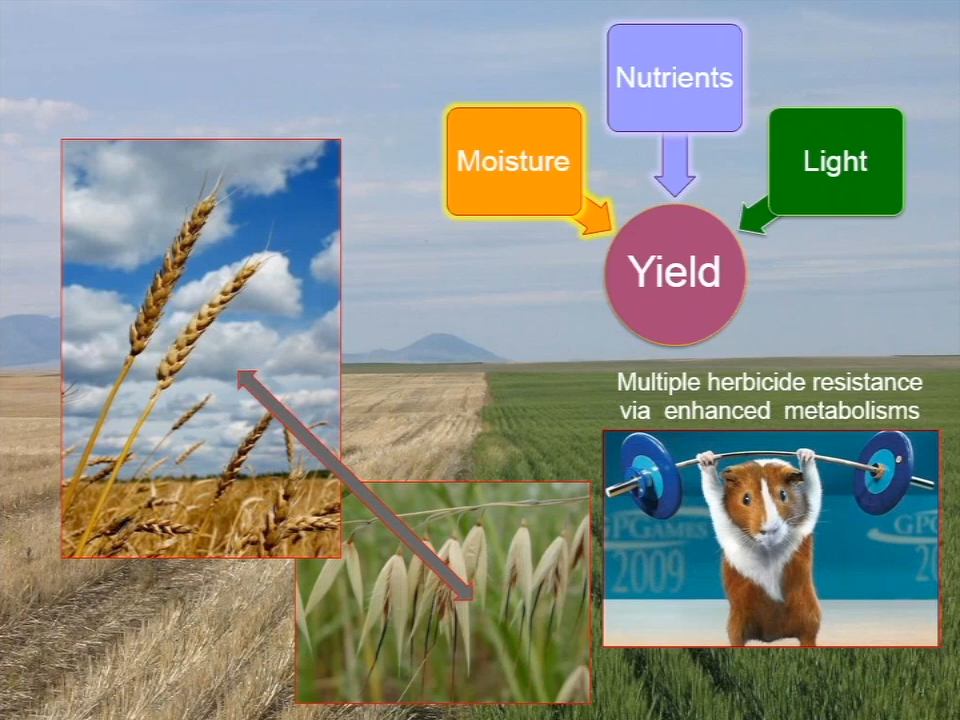 Nutrients
Moisture
Light
Yield
Multiple herbicide resistance
via enhanced metabolisms
GPGAMES
2009